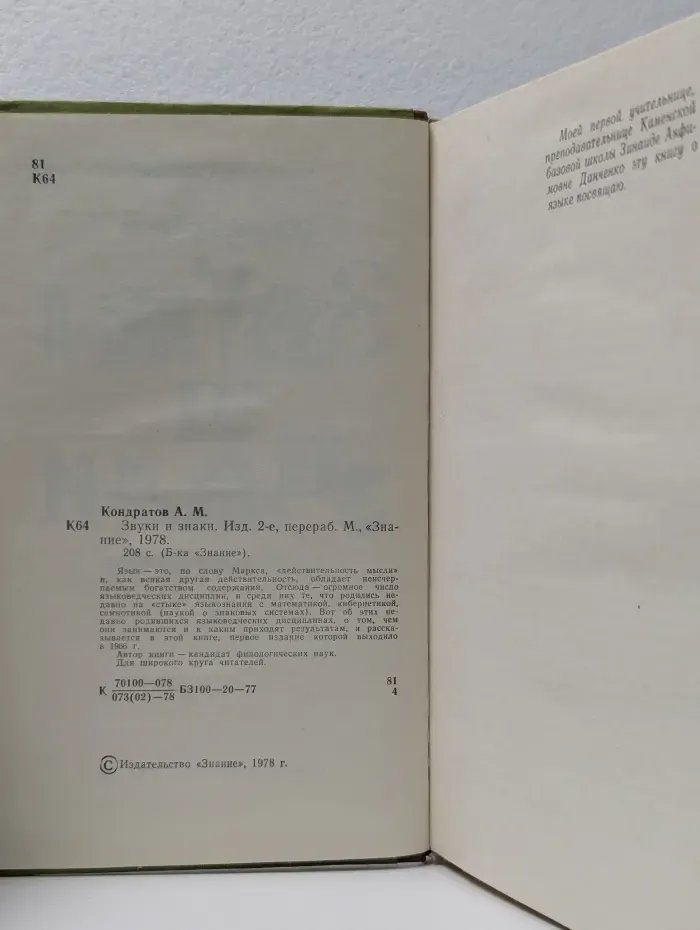 81
К64
Кондратов А. М.
К64 Звуки и знаки. Изд. 2-е, перераб. М., «Зна-
ние», 1978.
208 с. (Б-ка «Знание»).
Язык — это, по слову Маркса, «действительность мысли»
и, как всякая другая действительность, обладает неисчер-
паемым богатством содержания. Отсюда — огромное число
языковедческих дисциплин, и среди них те, что родились не-
давно на «стыке» языкознания с математикой, кибернетикой,
семиотикой (наукой о знаковых системах). Вот об этих не-
давно родившихся языковедческих дисциплинах, о том, чем
они занимаются и к каким приходят результатам, и расска-
зывается в этой книге, первое издание которой выходило
в 1966 г.
Автор книги — кандидат филологических наук.
Для широкого круга читателей.
К 70100—078 / 073(02)—78 БЗ100—20—77 81
4
© Издательство «Знание», 1978 г.
Моей первой учительнице,
преподавательнице Каменской
базовой школы Зинаиде Акфи-
мовне Данченко эту книгу о
языке посвящаю.